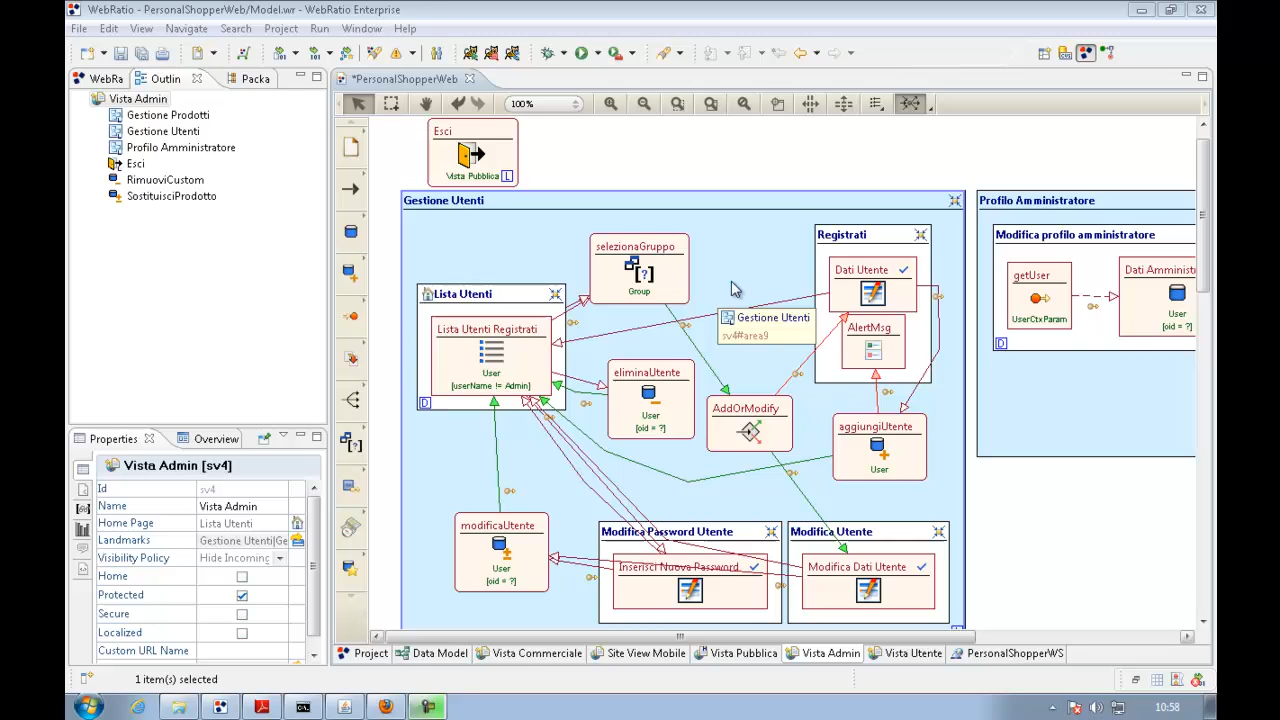 WebRatio - PersonalShopperWeb/Model.wr - WebRatio Enterprise
File Edit View Navigate Search Project Run Window Help
WebRa Outlin Packa
*PersonalShopperWeb
100%
Vista Admin
Gestione Prodotti
Gestione Utenti
Profilo Amministratore
Esci
RimuoviCustom
SostituisciProdotto
Esci
Vista Pubblica L
Gestione Utenti
Profilo Amministratore
selezionaGruppo
[?]
Group
Registrati
Dati Utente
AlertMsg
Modifica profilo amministratore
getUser
UserCtxParam
Dati Amministr
User
[oid = ?]
D
Lista Utenti
Lista Utenti Registrati
User
[userName != Admin]
D
Gestione Utenti
sv4#area9
eliminaUtente
User
[oid = ?]
AddOrModify
aggiungiUtente
User
modificaUtente
User
[oid = ?]
Modifica Password Utente
Inserisci Nuova Password
Modifica Utente
Modifica Dati Utente
Properties Overview
Vista Admin [sv4]
Id sv4
Name Vista Admin
Home Page Lista Utenti
Landmarks Gestione Utenti|Ge
Visibility Policy Hide Incoming
Home
Protected
Secure
Localized
Custom URL Name
Project Data Model Vista Commerciale Site View Mobile Vista Pubblica Vista Admin Vista Utente PersonalShopperWS
1 item(s) selected
10:58